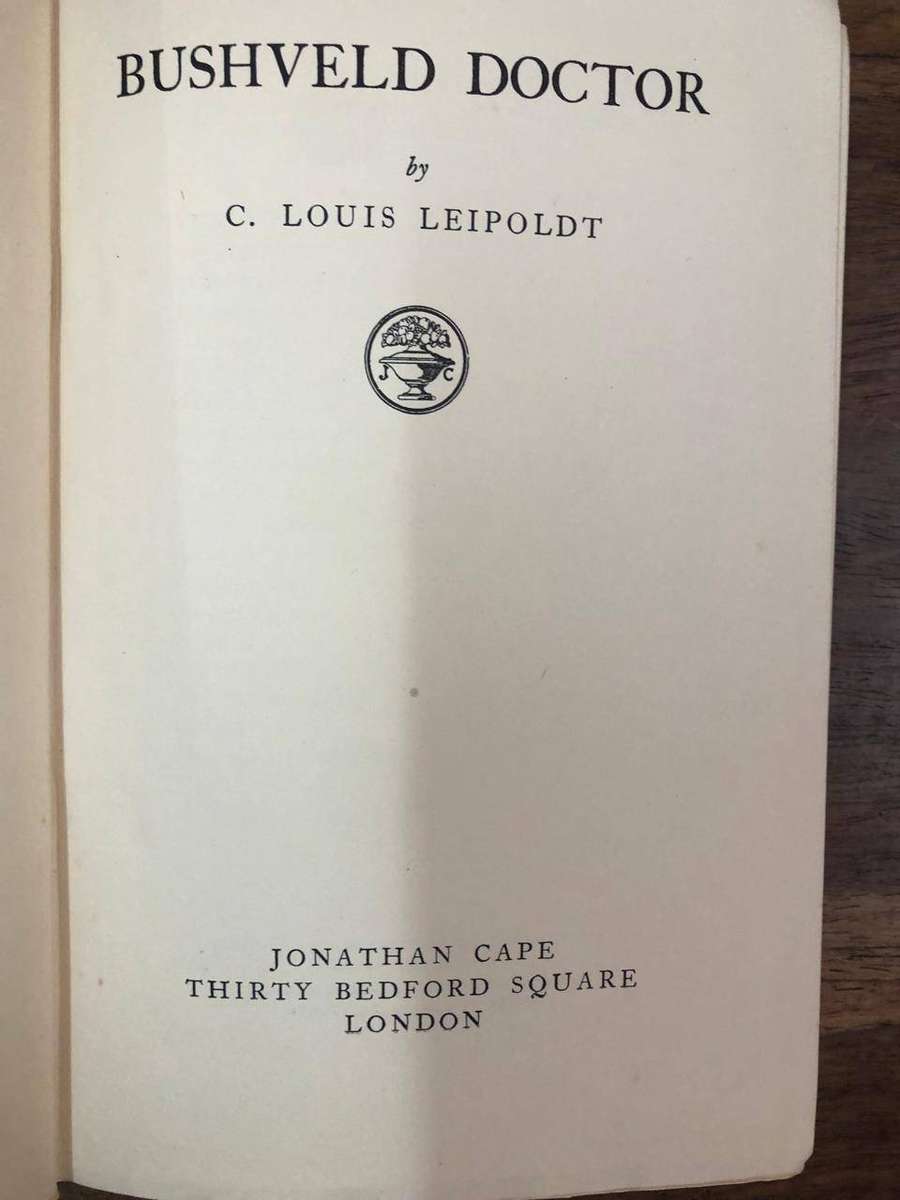 BUSHVELD DOCTOR
by
C. LOUIS LEIPOLDT
J C
JONATHAN CAPE
THIRTY BEDFORD SQUARE
LONDON